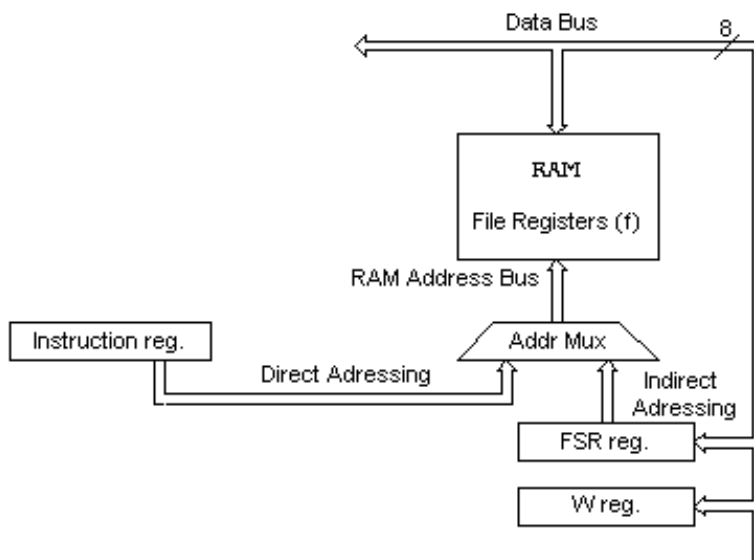 Data Bus
8
RAM
File Registers (f)
RAM Address Bus
Instruction reg.
Addr Mux
Direct Adressing
Indirect
Adressing
FSR reg.
W reg.